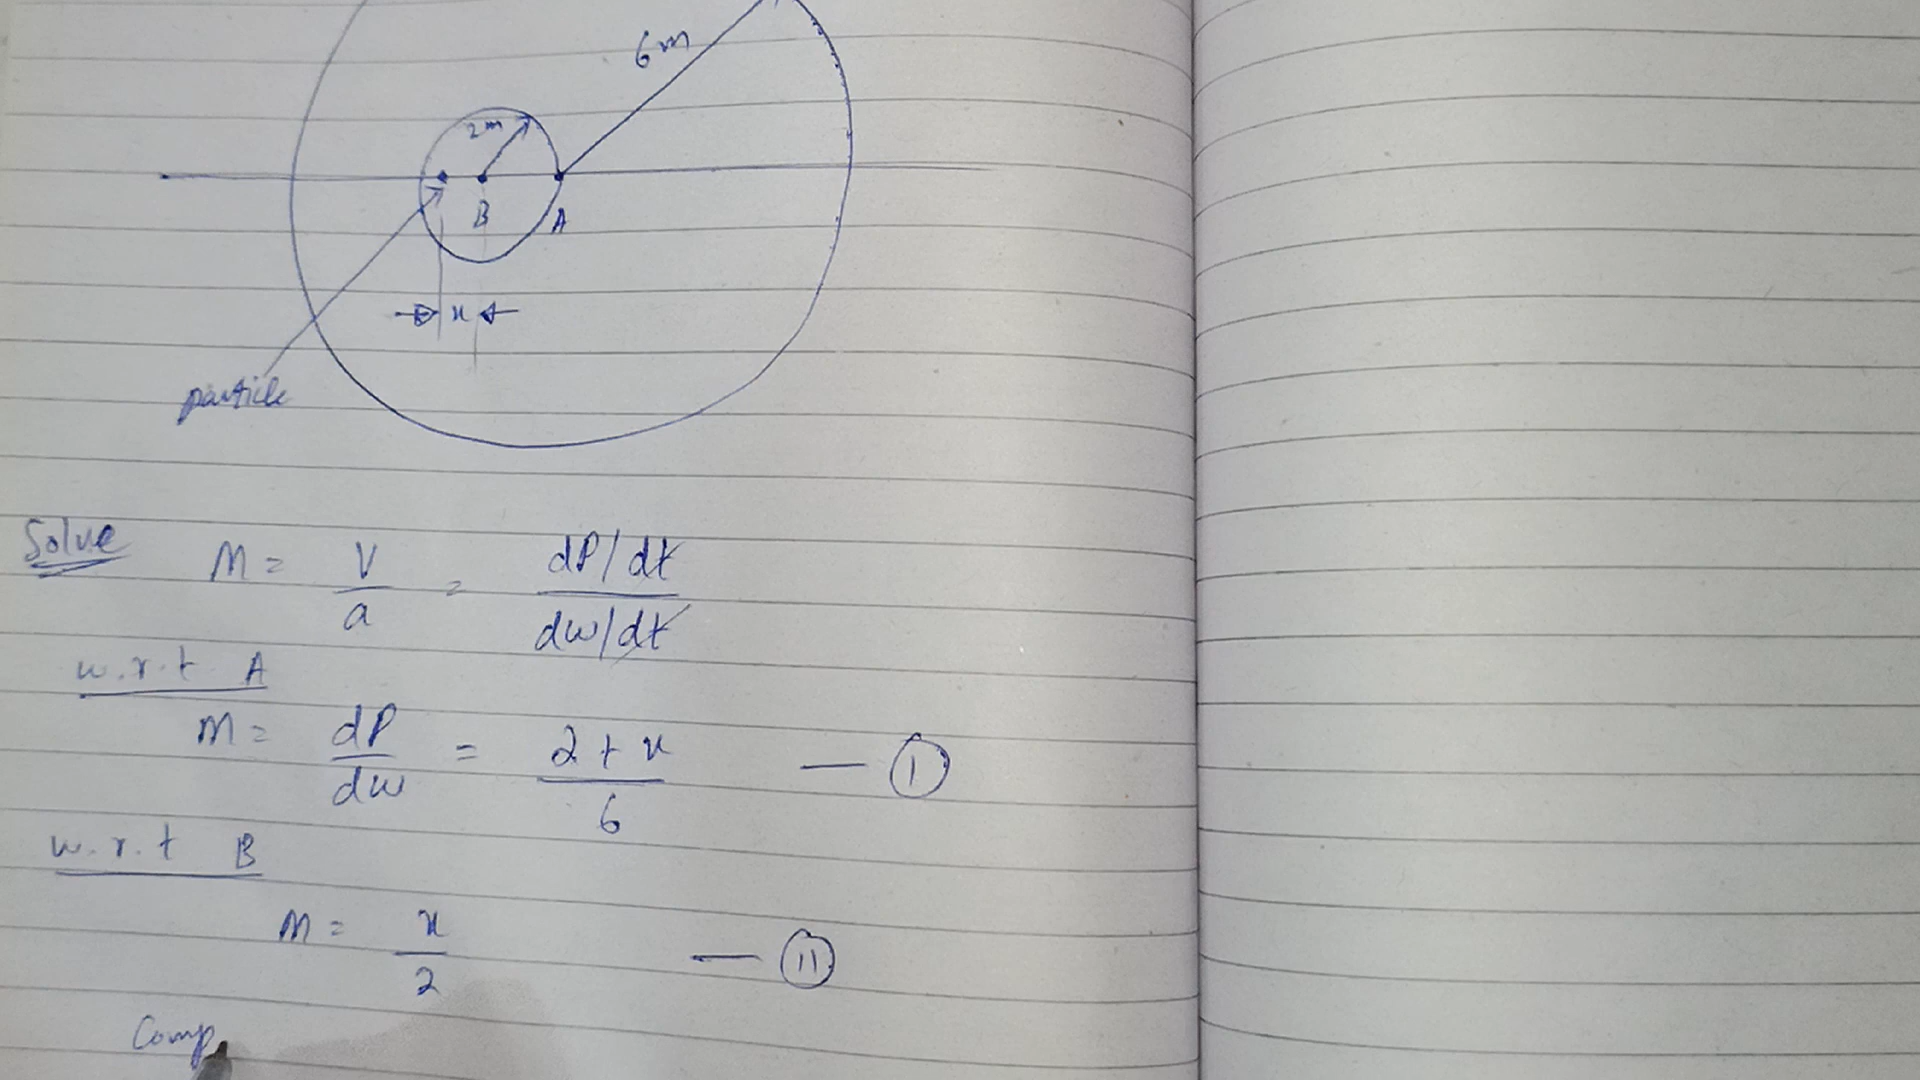 6m
2m
B
A
x
particle
Solve M = V/a = dP/dt / dw/dt
w.r.t A
M = dP/dw = 2 + x / 6 — (I)
w.r.t B
M = x/2 — (II)
Comp